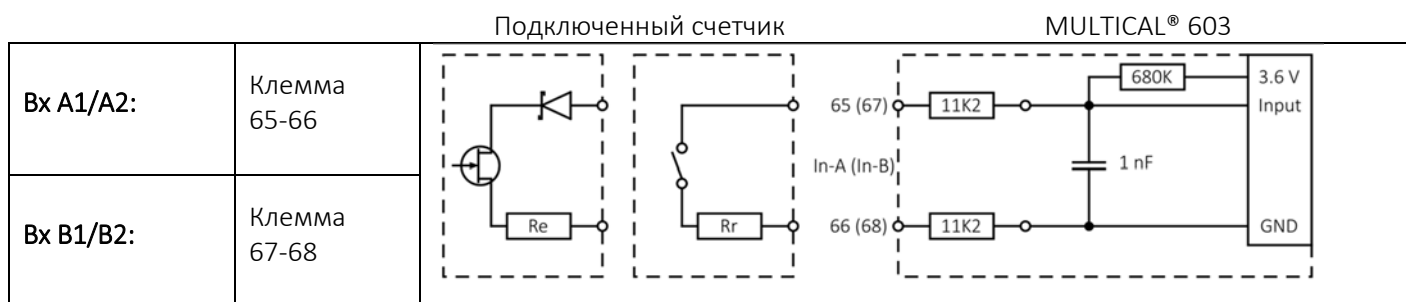 Подключенный счетчик
MULTICAL® 603
Вх A1/A2:
Клемма
65-66
Вх B1/B2:
Клемма
67-68
Re
Rr
65 (67)
In-A (In-B)
66 (68)
11K2
11K2
680K
1 nF
3.6 V
Input
GND